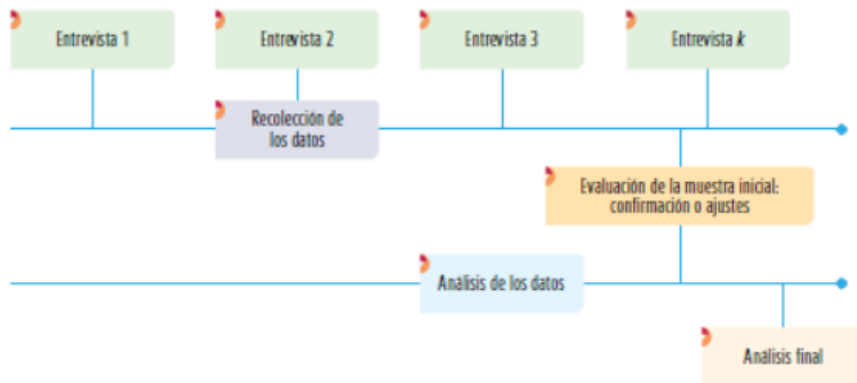 Entrevista 1
Entrevista 2
Entrevista 3
Entrevista k
Recolección de
los datos
Evaluación de la muestra inicial:
confirmación o ajustes
Análisis de los datos
Análisis final